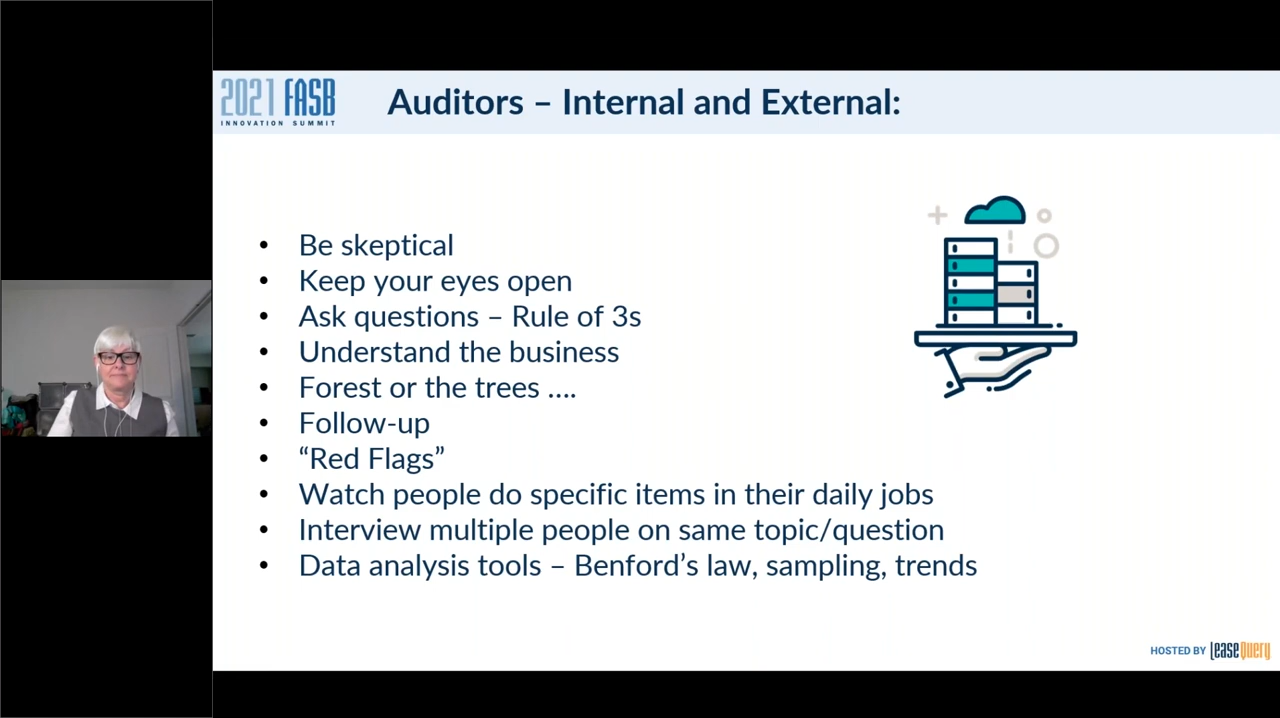 2021 FASB
INNOVATION SUMMIT
Auditors – Internal and External:
• Be skeptical
• Keep your eyes open
• Ask questions – Rule of 3s
• Understand the business
• Forest or the trees ....
• Follow-up
• “Red Flags”
• Watch people do specific items in their daily jobs
• Interview multiple people on same topic/question
• Data analysis tools – Benford’s law, sampling, trends
HOSTED BY LeaseQuery